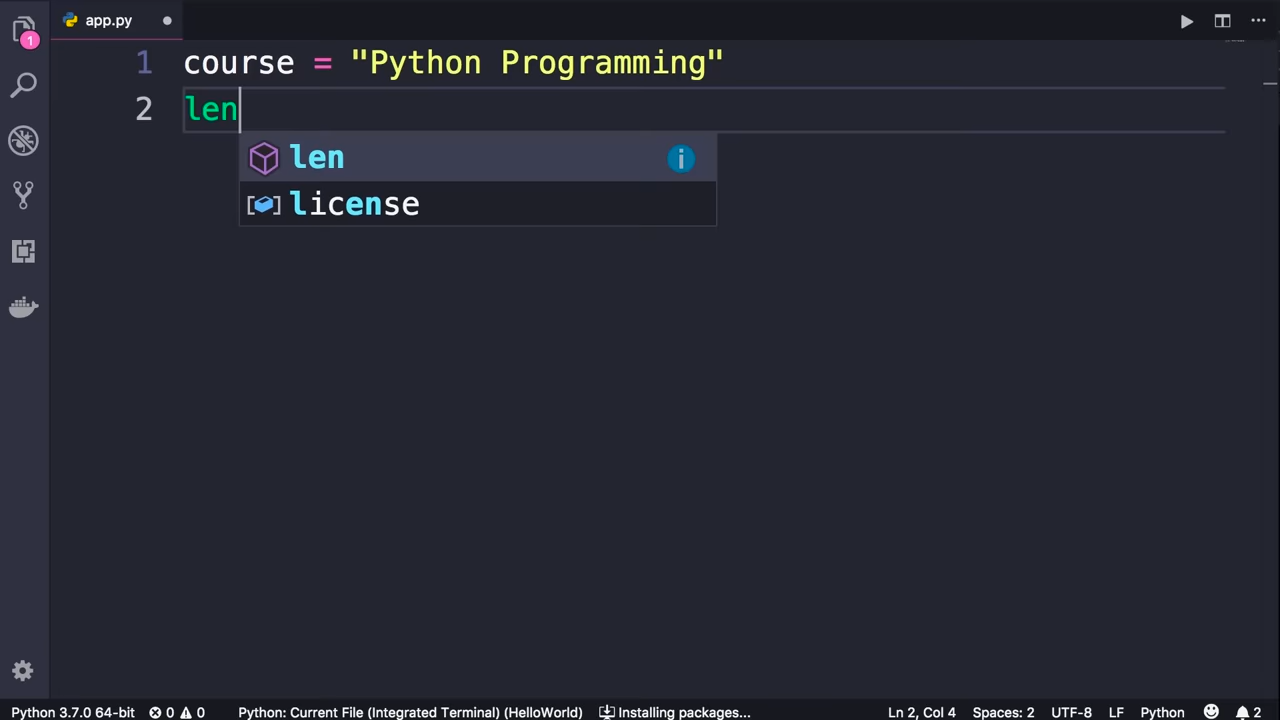 app.py
1
1 course = "Python Programming"
2 len
len
license
Python 3.7.0 64-bit 0 0 Python: Current File (Integrated Terminal) (HelloWorld) Installing packages... Ln 2, Col 4 Spaces: 2 UTF-8 LF Python 2